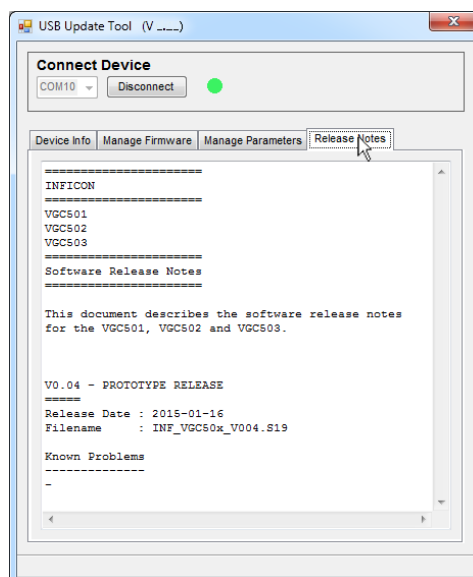 USB Update Tool (V _.__)
Connect Device
COM10
Disconnect
Device Info
Manage Firmware
Manage Parameters
Release Notes
======================
INFICON
======================
VGC501
VGC502
VGC503
======================
Software Release Notes
======================
This document describes the software release notes
for the VGC501, VGC502 and VGC503.
V0.04 - PROTOTYPE RELEASE
=====
Release Date : 2015-01-16
Filename     : INF_VGC50x_V004.S19
Known Problems
--------------
-